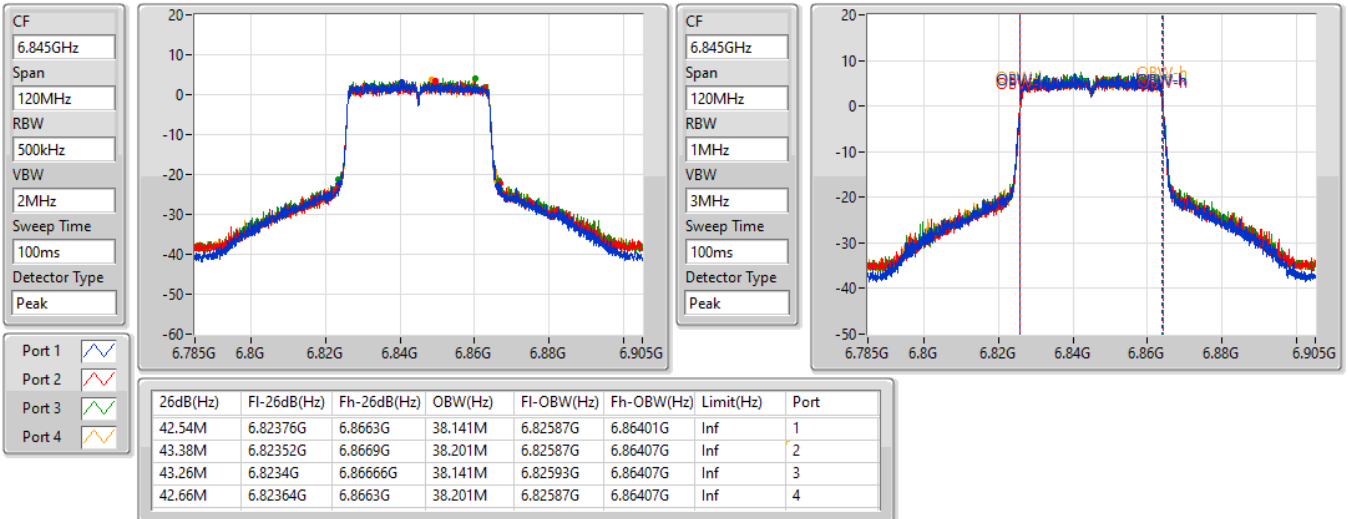 CF
6.845GHz
Span
120MHz
RBW
500kHz
VBW
2MHz
Sweep Time
100ms
Detector Type
Peak
20
10
0
-10
-20
-30
-40
-50
-60
6.785G 6.8G 6.82G 6.84G 6.86G 6.88G 6.905G
CF
6.845GHz
Span
120MHz
RBW
1MHz
VBW
3MHz
Sweep Time
100ms
Detector Type
Peak
20
10
0
-10
-20
-30
-40
-50
OBW-h
6.785G 6.8G 6.82G 6.84G 6.86G 6.88G 6.905G
Port 1
Port 2
Port 3
Port 4
26dB(Hz) Fl-26dB(Hz) Fh-26dB(Hz) OBW(Hz) Fl-OBW(Hz) Fh-OBW(Hz) Limit(Hz) Port
42.54M 6.82376G 6.8663G 38.141M 6.82587G 6.86401G Inf 1
43.38M 6.82352G 6.8669G 38.201M 6.82587G 6.86407G Inf 2
43.26M 6.8234G 6.86666G 38.141M 6.82593G 6.86407G Inf 3
42.66M 6.82364G 6.8663G 38.201M 6.82587G 6.86407G Inf 4